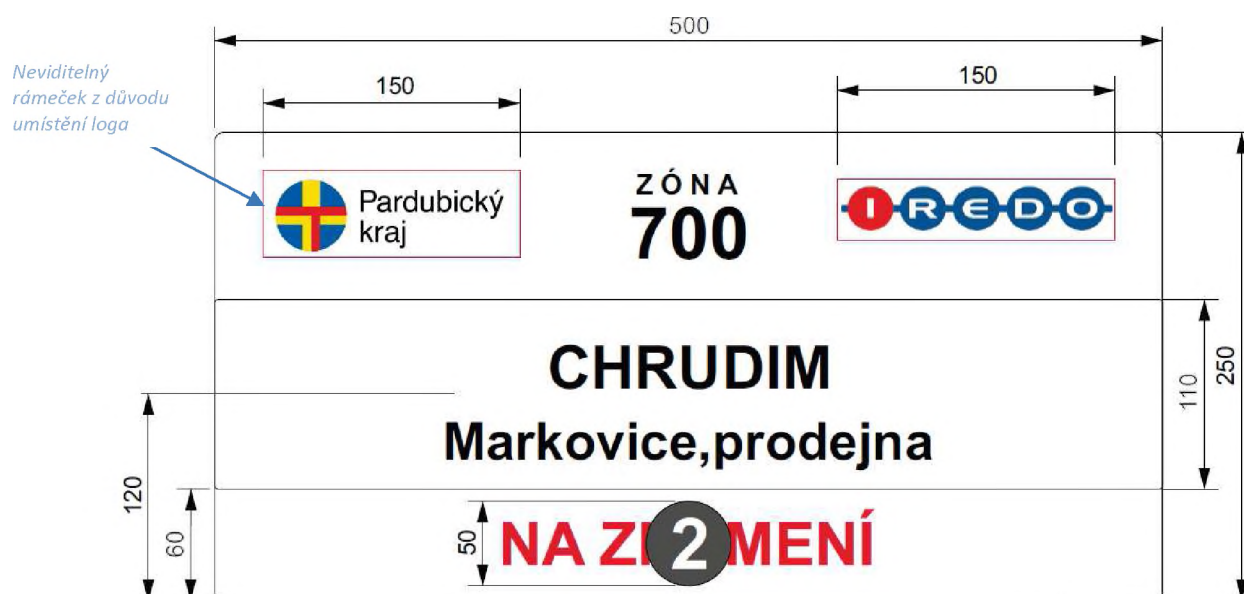 500
Neviditelný
rámeček z důvodu
umístění loga
150
150
Pardubický
kraj
ZÓNA
700
IREDO
CHRUDIM
Markovice,prodejna
110
250
120
60
50
2
NA MENÍ